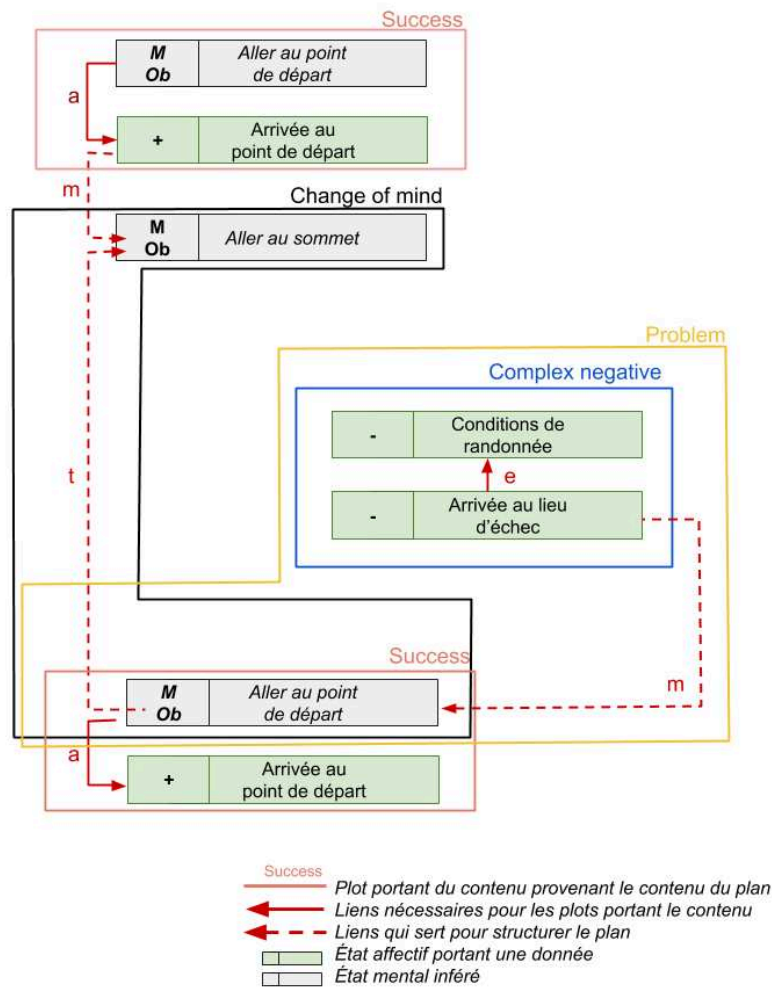 Success
M
Ob
Aller au point
de départ
a
+
Arrivée au
point de départ
m
Change of mind
M
Ob
Aller au sommet
Problem
Complex negative
-
Conditions de
randonnée
t
e
-
Arrivée au lieu
d'échec
Success
M
Ob
Aller au point
de départ
m
a
+
Arrivée au
point de départ
Success
Plot portant du contenu provenant le contenu du plan
Liens nécessaires pour les plots portant le contenu
Liens qui sert pour structurer le plan
État affectif portant une donnée
État mental inféré